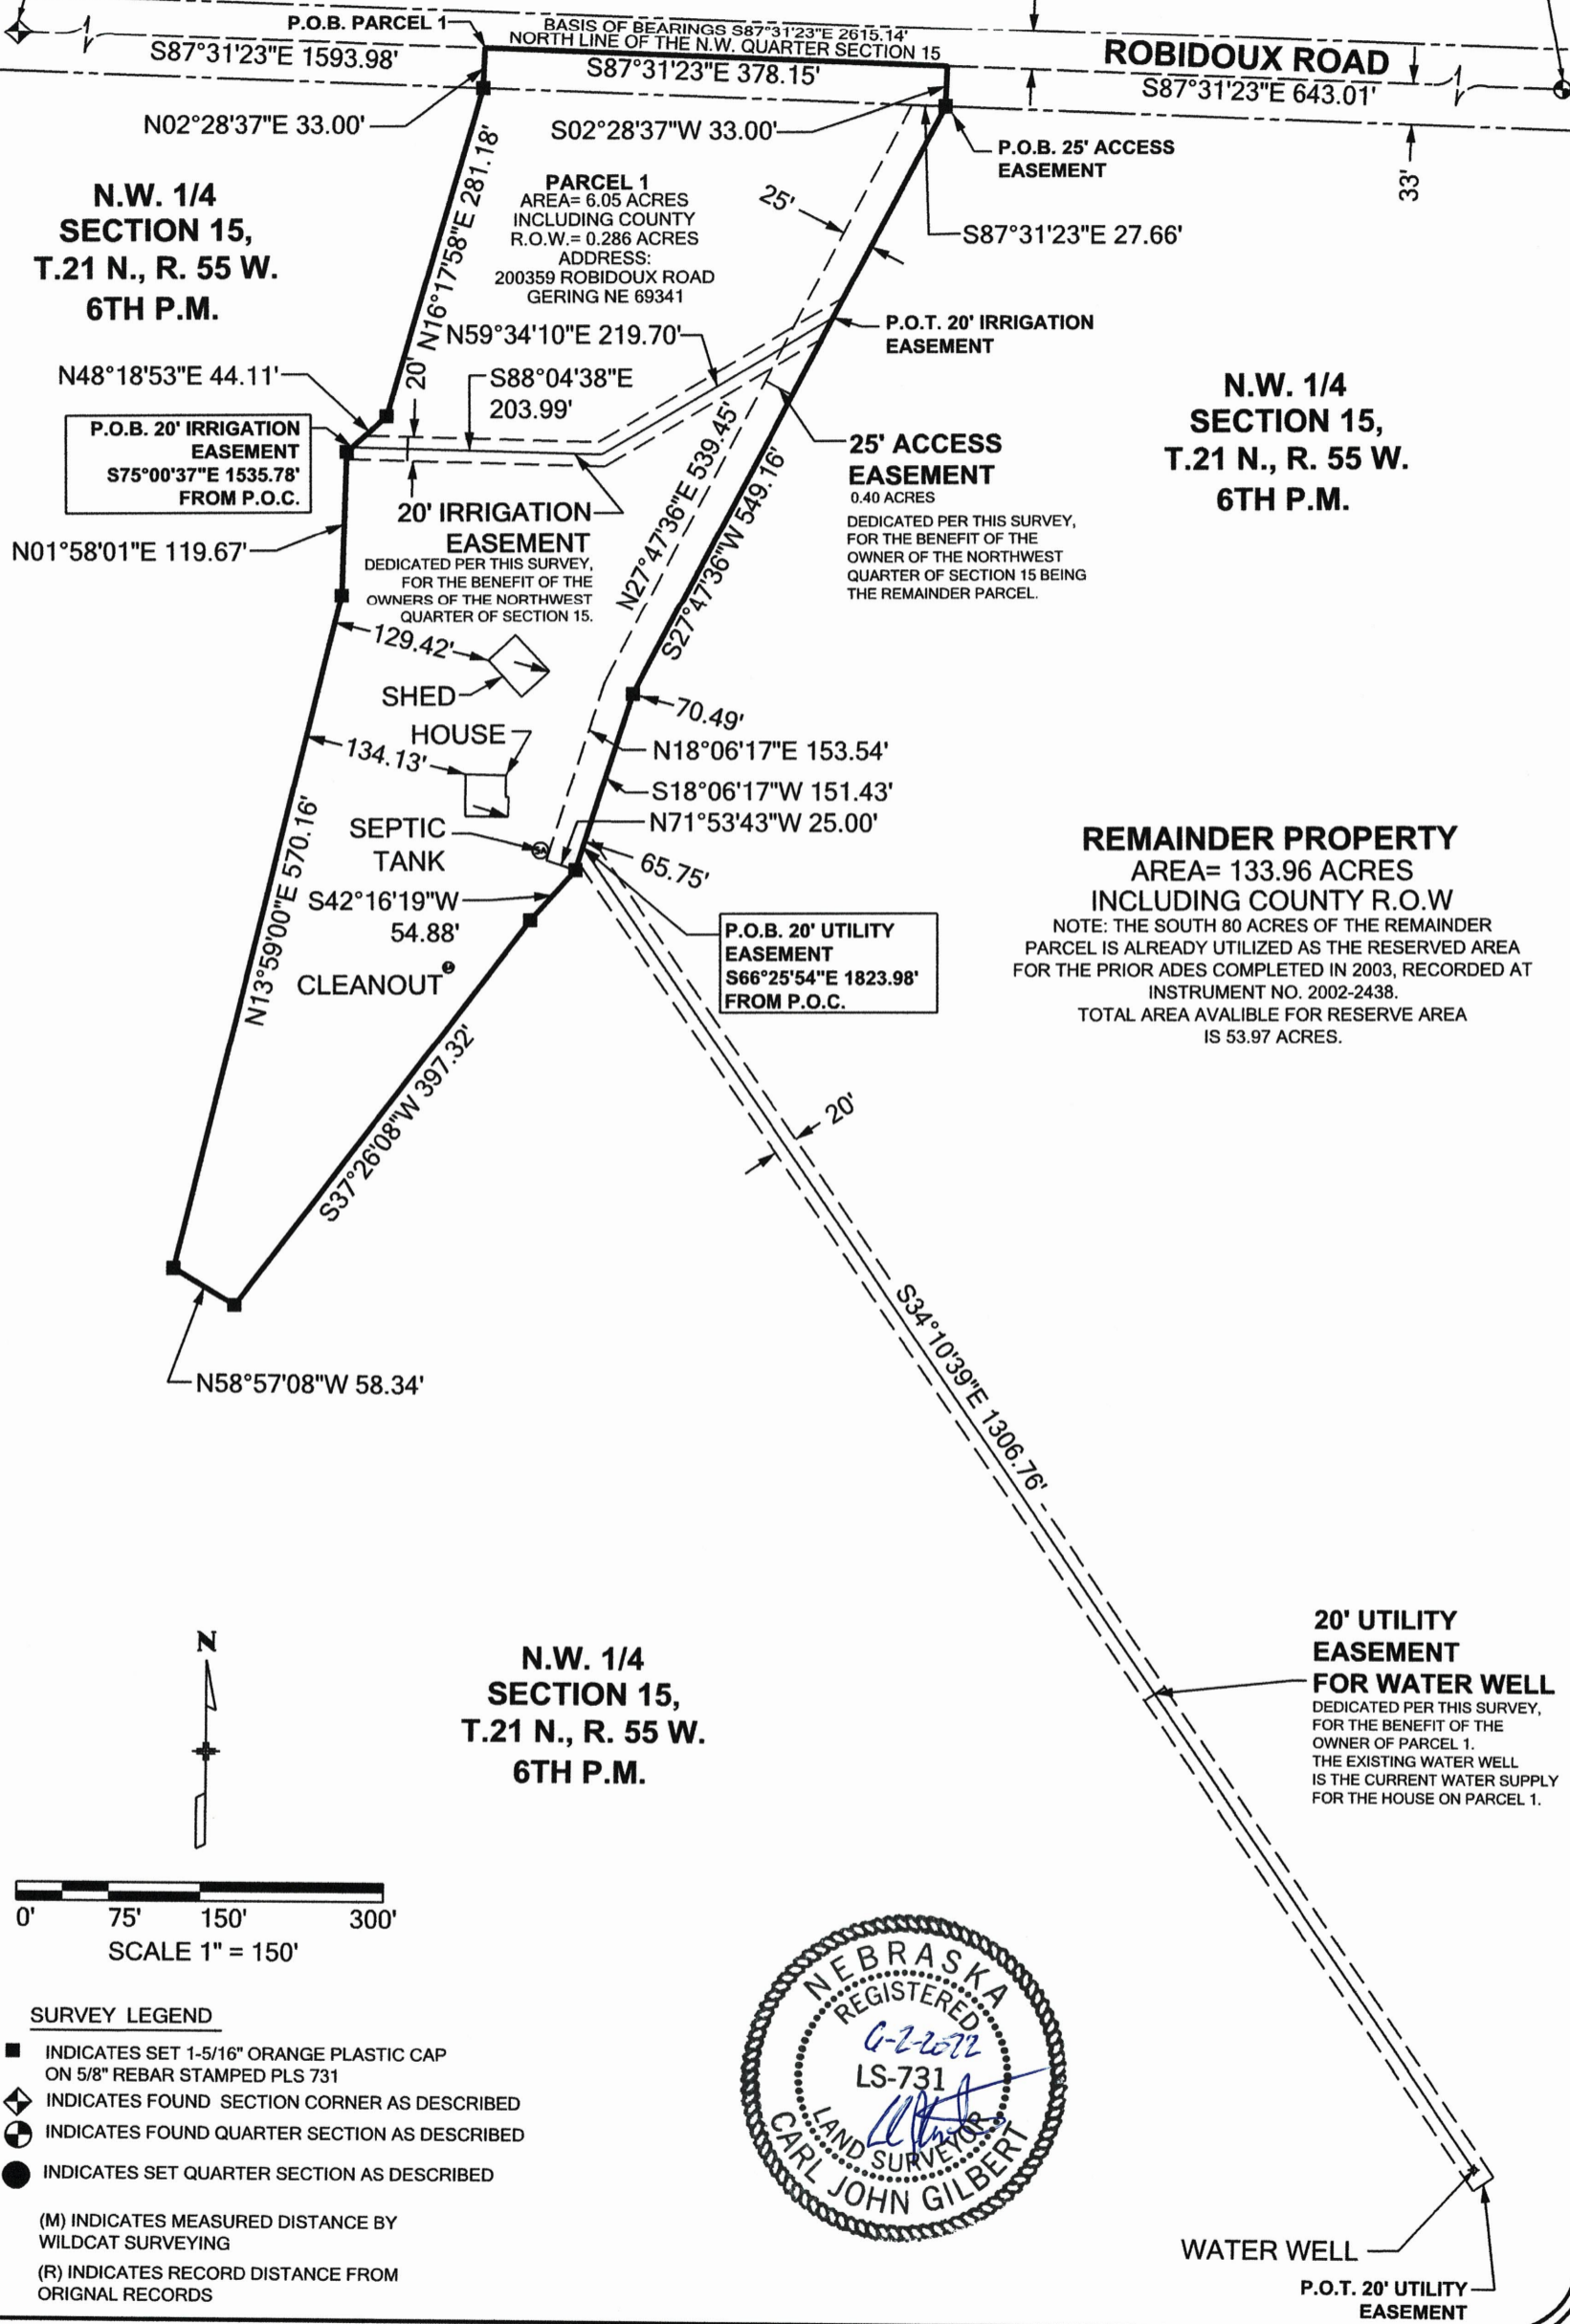 P.O.B. PARCEL 1
BASIS OF BEARINGS S87°31'23"E 2615.14'
NORTH LINE OF THE N.W. QUARTER SECTION 15
ROBIDOUX ROAD
S87°31'23"E 1593.98'
S87°31'23"E 378.15'
S87°31'23"E 643.01'
N02°28'37"E 33.00'
S02°28'37"W 33.00'
P.O.B. 25' ACCESS
EASEMENT
33'
N.W. 1/4
SECTION 15,
T.21 N., R. 55 W.
6TH P.M.
N16°17'58"E 281.18'
PARCEL 1
AREA= 6.05 ACRES
INCLUDING COUNTY
R.O.W.= 0.286 ACRES
ADDRESS:
200359 ROBIDOUX ROAD
GERING NE 69341
25'
S87°31'23"E 27.66'
N59°34'10"E 219.70'
P.O.T. 20' IRRIGATION
EASEMENT
N48°18'53"E 44.11'
20'
S88°04'38"E
203.99'
N.W. 1/4
SECTION 15,
T.21 N., R. 55 W.
6TH P.M.
P.O.B. 20' IRRIGATION
EASEMENT
S75°00'37"E 1535.78'
FROM P.O.C.
25' ACCESS
EASEMENT
0.40 ACRES
DEDICATED PER THIS SURVEY,
FOR THE BENEFIT OF THE
OWNER OF THE NORTHWEST
QUARTER OF SECTION 15 BEING
THE REMAINDER PARCEL.
N27°47'36"E 539.45'
S27°47'36"W 549.16'
20' IRRIGATION
EASEMENT
DEDICATED PER THIS SURVEY,
FOR THE BENEFIT OF THE
OWNERS OF THE NORTHWEST
QUARTER OF SECTION 15.
N01°58'01"E 119.67'
129.42'
SHED
HOUSE
134.13'
70.49'
N18°06'17"E 153.54'
S18°06'17"W 151.43'
N71°53'43"W 25.00'
SEPTIC
TANK
65.75'
S42°16'19"W
54.88'
N13°59'00"E 570.16'
CLEANOUT
P.O.B. 20' UTILITY
EASEMENT
S66°25'54"E 1823.98'
FROM P.O.C.
REMAINDER PROPERTY
AREA= 133.96 ACRES
INCLUDING COUNTY R.O.W
NOTE: THE SOUTH 80 ACRES OF THE REMAINDER
PARCEL IS ALREADY UTILIZED AS THE RESERVED AREA
FOR THE PRIOR ADES COMPLETED IN 2003, RECORDED AT
INSTRUMENT NO. 2002-2438.
TOTAL AREA AVALIBLE FOR RESERVE AREA
IS 53.97 ACRES.
S37°26'08"W 397.32'
20'
N58°57'08"W 58.34'
S34°10'39"E 1306.76'
N
N.W. 1/4
SECTION 15,
T.21 N., R. 55 W.
6TH P.M.
20' UTILITY
EASEMENT
FOR WATER WELL
DEDICATED PER THIS SURVEY,
FOR THE BENEFIT OF THE
OWNER OF PARCEL 1.
THE EXISTING WATER WELL
IS THE CURRENT WATER SUPPLY
FOR THE HOUSE ON PARCEL 1.
0' 75' 150' 300'
SCALE 1" = 150'
SURVEY LEGEND
INDICATES SET 1-5/16" ORANGE PLASTIC CAP
ON 5/8" REBAR STAMPED PLS 731
INDICATES FOUND SECTION CORNER AS DESCRIBED
INDICATES FOUND QUARTER SECTION AS DESCRIBED
INDICATES SET QUARTER SECTION AS DESCRIBED
(M) INDICATES MEASURED DISTANCE BY
WILDCAT SURVEYING
(R) INDICATES RECORD DISTANCE FROM
ORIGNAL RECORDS
NEBRASKA
REGISTERED
6-2-2022
LS-731
LAND SURVEYOR
CARL JOHN GILBERT
WATER WELL
P.O.T. 20' UTILITY
EASEMENT